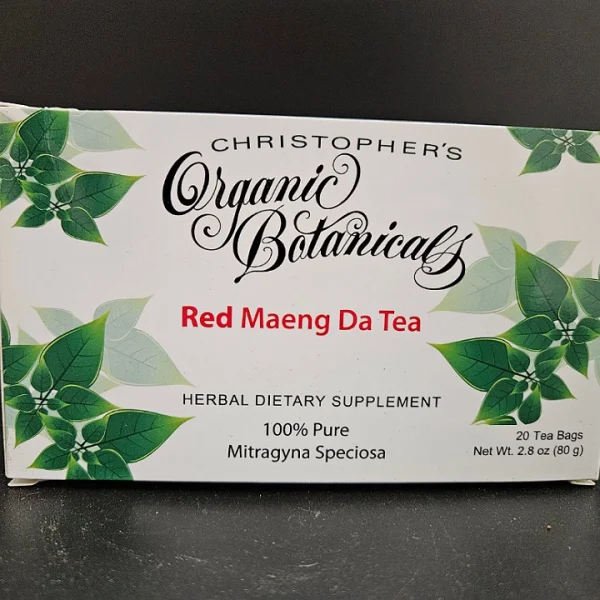 CHRISTOPHER'S
Organic
Botanicals
Red Maeng Da Tea
HERBAL DIETARY SUPPLEMENT
100% Pure
Mitragyna Speciosa
20 Tea Bags
Net Wt. 2.8 oz (80 g)